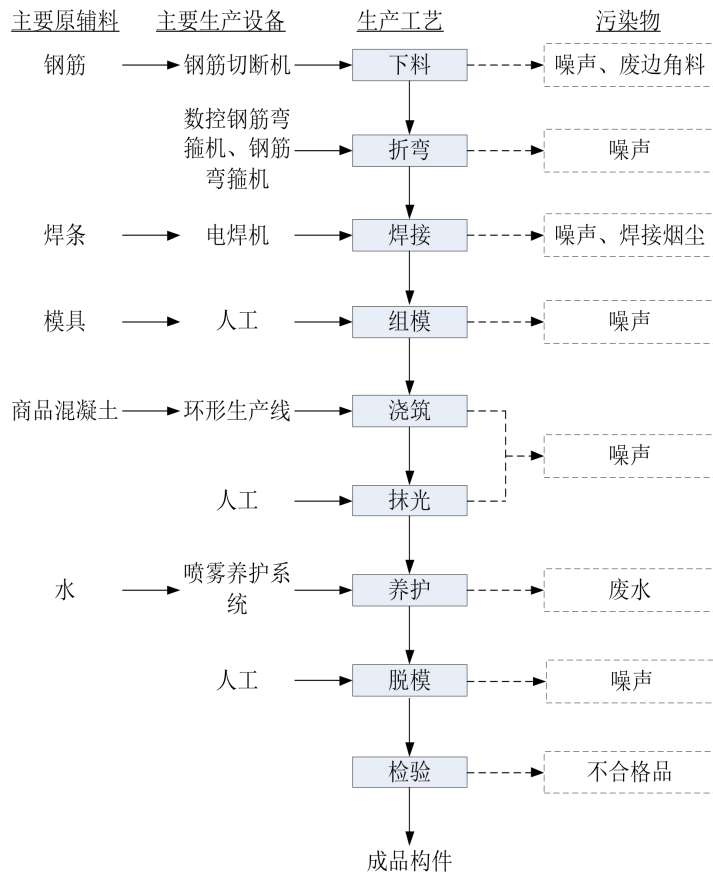 主要原辅料 主要生产设备 生产工艺 污染物
钢筋 钢筋切断机 下料 噪声、废边角料
数控钢筋弯
箍机、钢筋
弯箍机
折弯 噪声
焊条 电焊机 焊接 噪声、焊接烟尘
模具 人工 组模 噪声
商品混凝土 环形生产线 浇筑
噪声
人工 抹光
水
喷雾养护系
统
养护 废水
人工 脱模 噪声
检验 不合格品
成品构件